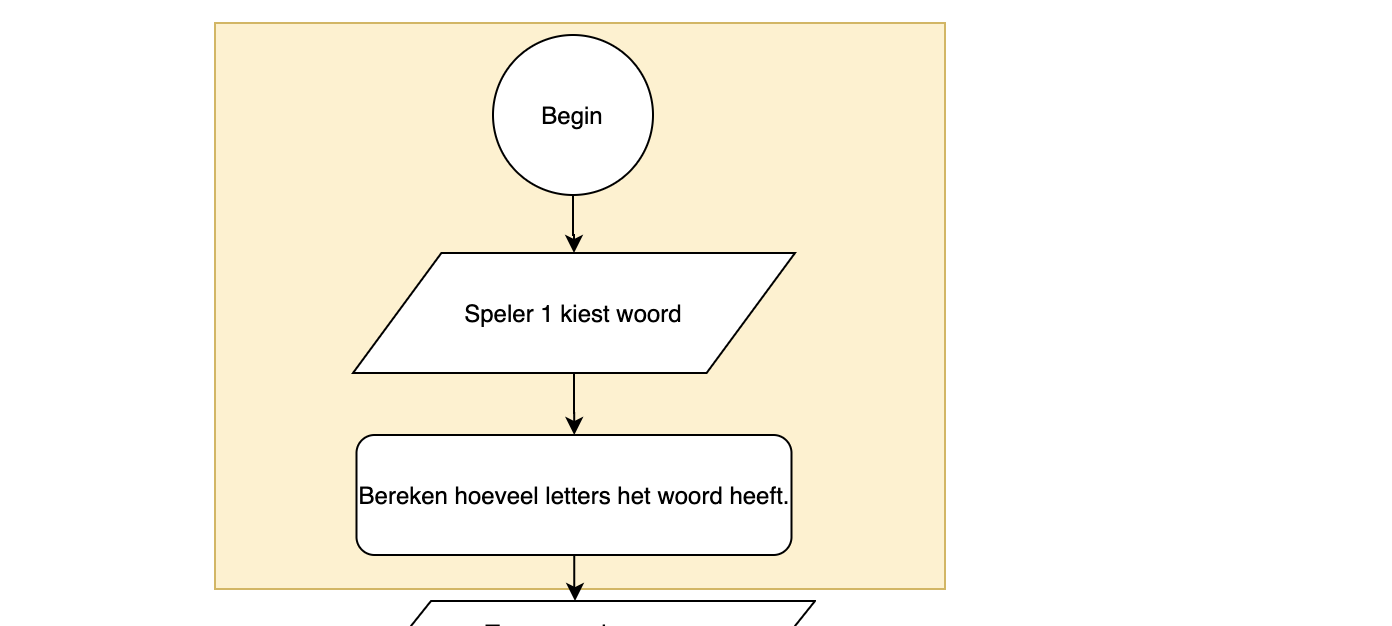 Begin
Speler 1 kiest woord
Bereken hoeveel letters het woord heeft.